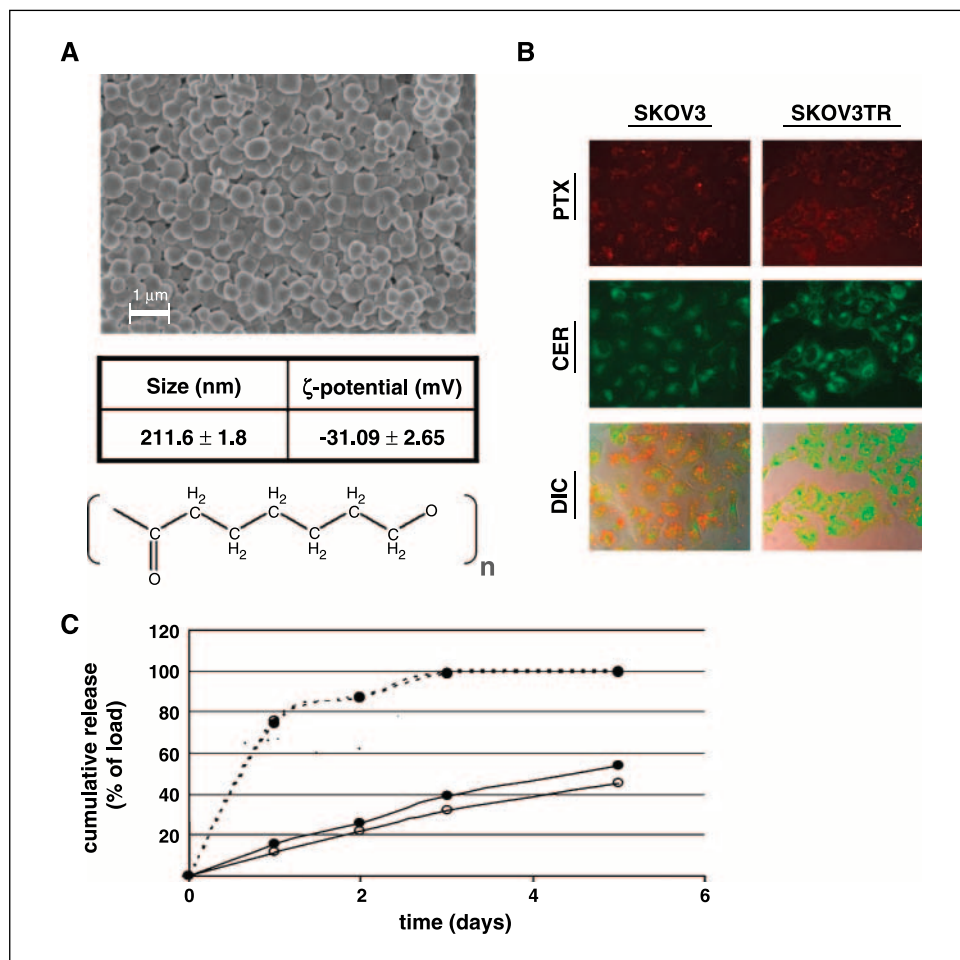 A
1 μm
Size (nm) ζ-potential (mV)
211.6 ± 1.8 -31.09 ± 2.65
H2 H2 H2 O
C C C C
C C C C
O H2 H2 H2
n
B
SKOV3 SKOV3TR
PTX
CER
DIC
C
cumulative release
(% of load)
120
100
80
60
40
20
0 2 4 6
time (days)